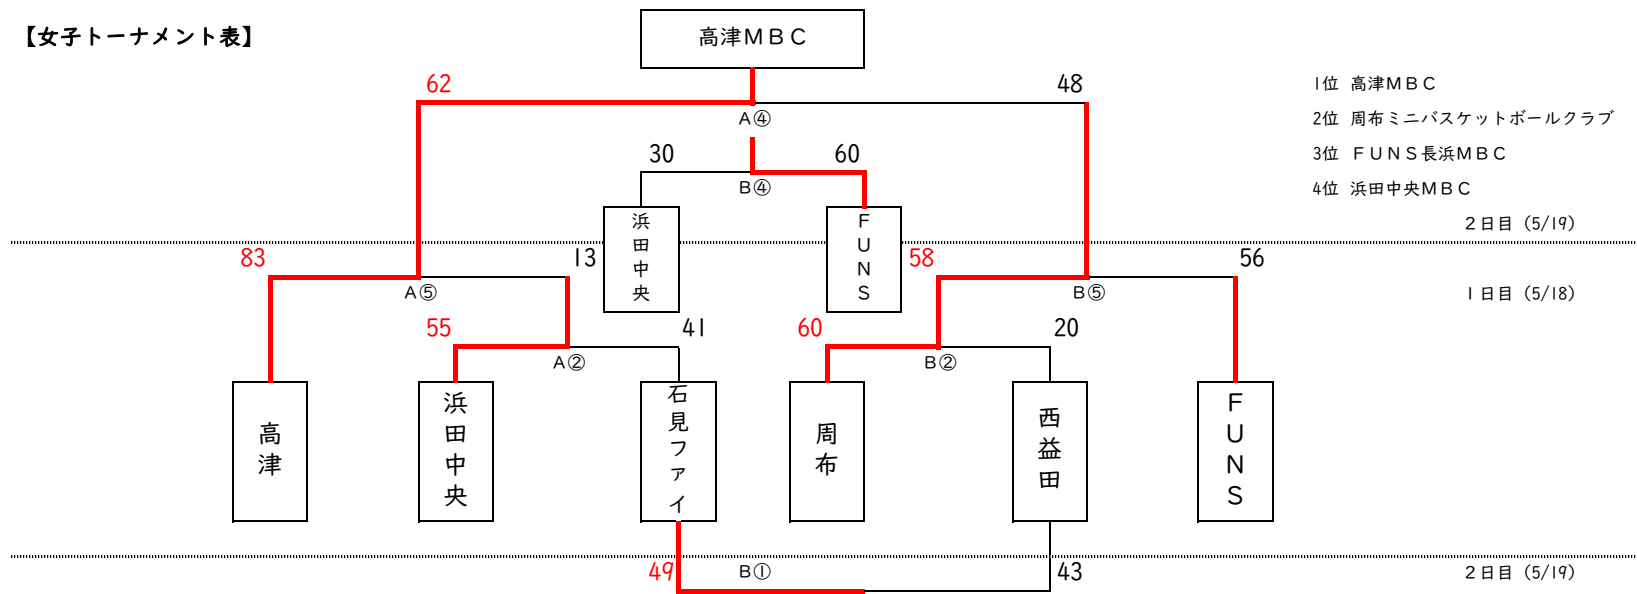 【女子トーナメント表】
高津ＭＢＣ
62
48
A④
1位 高津ＭＢＣ
2位 周布ミニバスケットボールクラブ
3位 ＦＵＮＳ長浜ＭＢＣ
4位 浜田中央ＭＢＣ
30
60
B④
浜田中央
ＦＵＮＳ
２日目（5/19）
83
13
58
56
A⑤
B⑤
１日目（5/18）
55
41
60
20
A②
B②
高津
浜田中央
石見ファイ
周布
西益田
ＦＵＮＳ
49
B①
43
２日目（5/19）